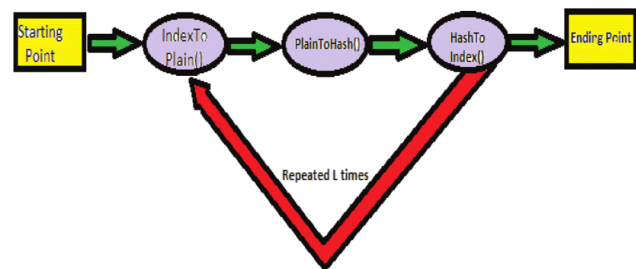 Starting
Point
IndexTo
Plain()
PlainToHash()
HashTo
Index()
Ending Point
Repeated L times